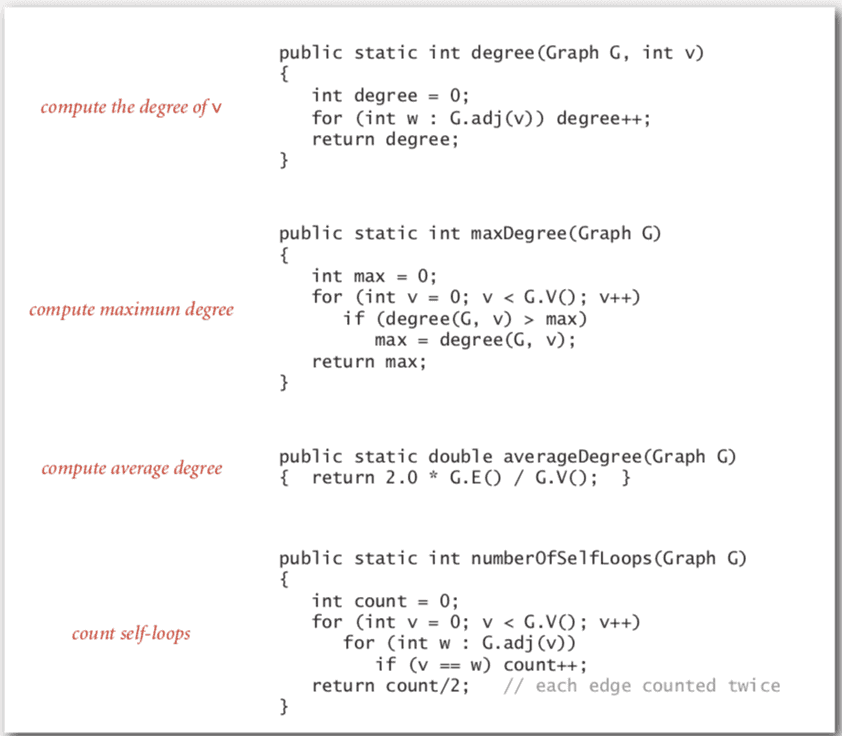 compute the degree of v
public static int degree(Graph G, int v)
{
   int degree = 0;
   for (int w : G.adj(v)) degree++;
   return degree;
}
compute maximum degree
public static int maxDegree(Graph G)
{
   int max = 0;
   for (int v = 0; v < G.V(); v++)
      if (degree(G, v) > max)
         max = degree(G, v);
   return max;
}
compute average degree
public static double averageDegree(Graph G)
{  return 2.0 * G.E() / G.V();  }
count self-loops
public static int numberOfSelfLoops(Graph G)
{
   int count = 0;
   for (int v = 0; v < G.V(); v++)
      for (int w : G.adj(v))
         if (v == w) count++;
   return count/2;   // each edge counted twice
}